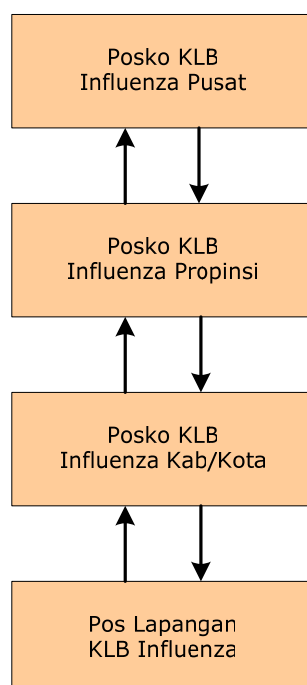 Posko KLB
Influenza Pusat
Posko KLB
Influenza Propinsi
Posko KLB
Influenza Kab/Kota
Pos Lapangan
KLB Influenza